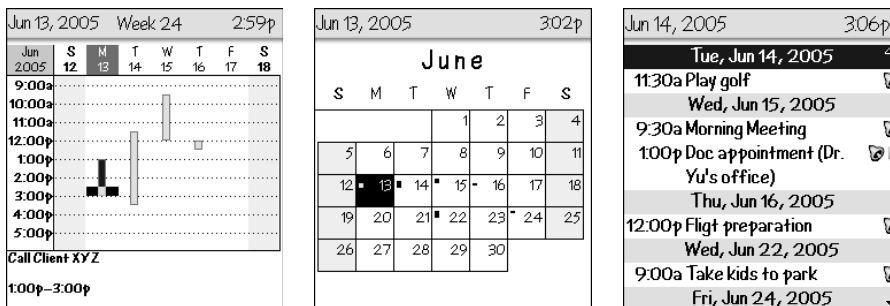 Jun 13, 2005 Week 24 2:59p
Jun S M T W T F S
2005 12 13 14 15 16 17 18
9:00a
10:00a
11:00a
12:00p
1:00p
2:00p
3:00p
4:00p
5:00p
Call Client XYZ
1:00p-3:00p
Jun 13, 2005 3:02p
June
S M T W T F S
1 2 3 4
5 6 7 8 9 10 11
12 13 14 15 16 17 18
19 20 21 22 23 24 25
26 27 28 29 30
Jun 14, 2005 3:06p
Tue, Jun 14, 2005
11:30a Play golf
Wed, Jun 15, 2005
9:30a Morning Meeting
1:00p Doc appointment (Dr.
Yu's office)
Thu, Jun 16, 2005
12:00p Fligt preparation
Wed, Jun 22, 2005
9:00a Take kids to park
Fri, Jun 24, 2005